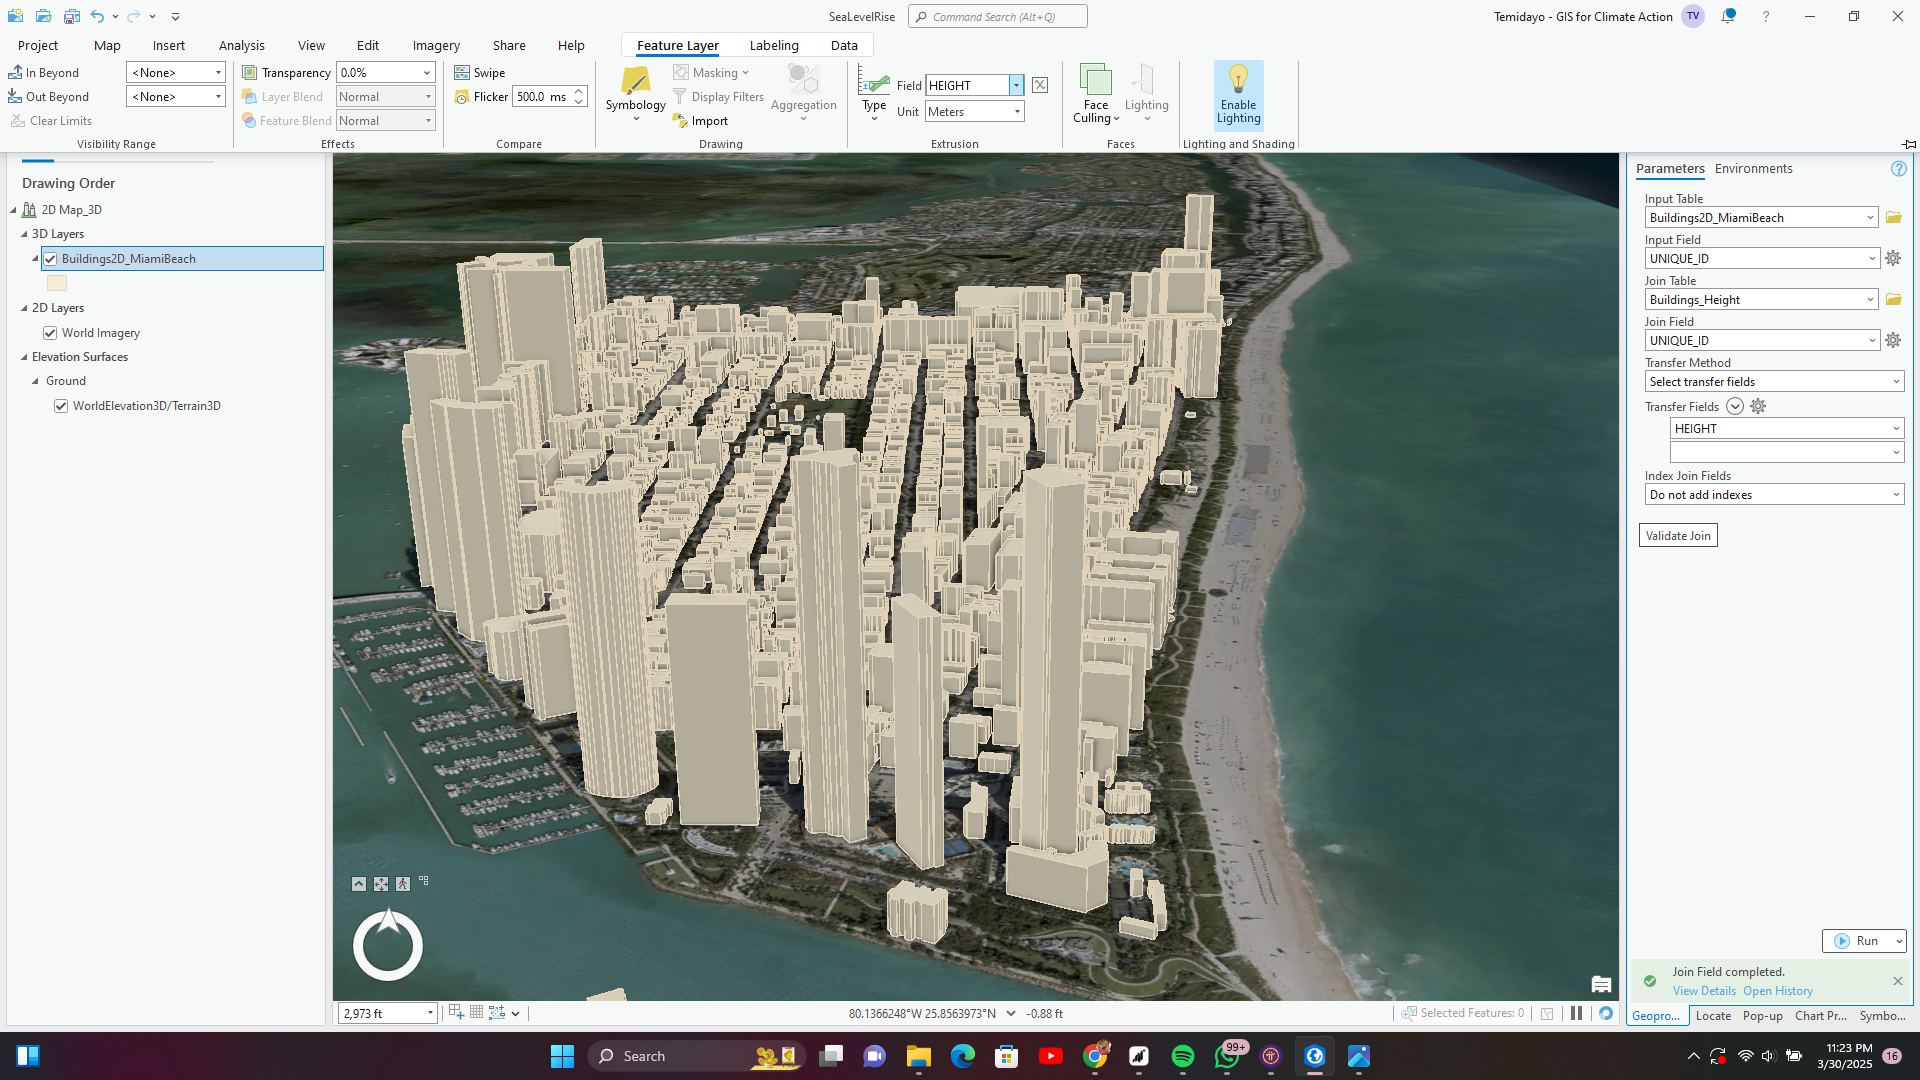 SeaLevelRise
Command Search (Alt+Q)
Temidayo - GIS for Climate Action
TV
?
Project
Map
Insert
Analysis
View
Edit
Imagery
Share
Help
Feature Layer
Labeling
Data
In Beyond
<None>
Out Beyond
<None>
Clear Limits
Visibility Range
Transparency
0.0%
Layer Blend
Normal
Feature Blend
Normal
Effects
Swipe
Flicker
500.0 ms
Compare
Symbology
Masking
Display Filters
Import
Aggregation
Drawing
Type
Field
HEIGHT
Unit
Meters
Extrusion
Face
Culling
Lighting
Faces
Enable
Lighting
Lighting and Shading
Drawing Order
2D Map_3D
3D Layers
Buildings2D_MiamiBeach
2D Layers
World Imagery
Elevation Surfaces
Ground
WorldElevation3D/Terrain3D
2,973 ft
80.1366248°W 25.8563973°N
-0.88 ft
Selected Features: 0
Parameters
Environments
?
Input Table
Buildings2D_MiamiBeach
Input Field
UNIQUE_ID
Join Table
Buildings_Height
Join Field
UNIQUE_ID
Transfer Method
Select transfer fields
Transfer Fields
HEIGHT
Index Join Fields
Do not add indexes
Validate Join
Run
Join Field completed.
View Details Open History
Geopro...
Locate
Pop-up
Chart Pr...
Symbo...
Search
99+
11:23 PM
3/30/2025
16